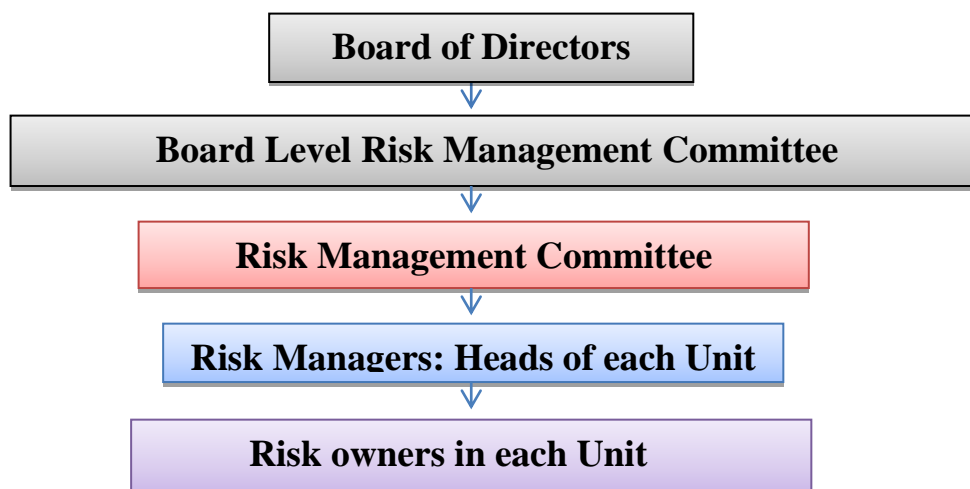 Board of Directors
Board Level Risk Management Committee
Risk Management Committee
Risk Managers: Heads of each Unit
Risk owners in each Unit